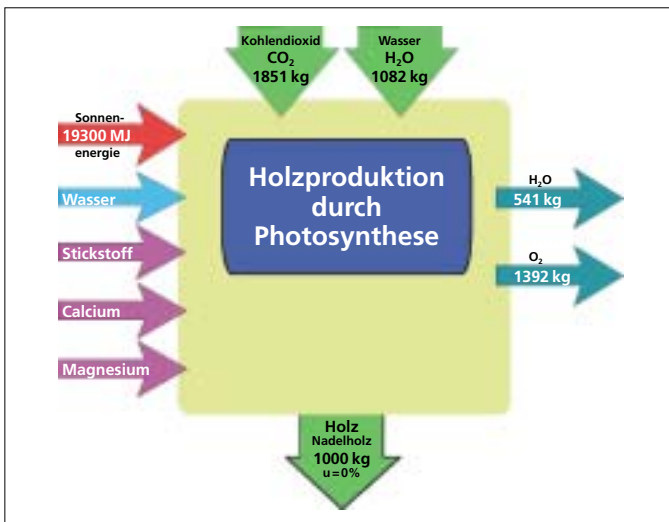 Kohlendioxid
CO₂
1851 kg
Wasser
H₂O
1082 kg
Sonnen-
19300 MJ
energie
Wasser
Stickstoff
Calcium
Magnesium
Holzproduktion
durch
Photosynthese
H₂O
541 kg
O₂
1392 kg
Holz
Nadelholz
1000 kg
u=0%